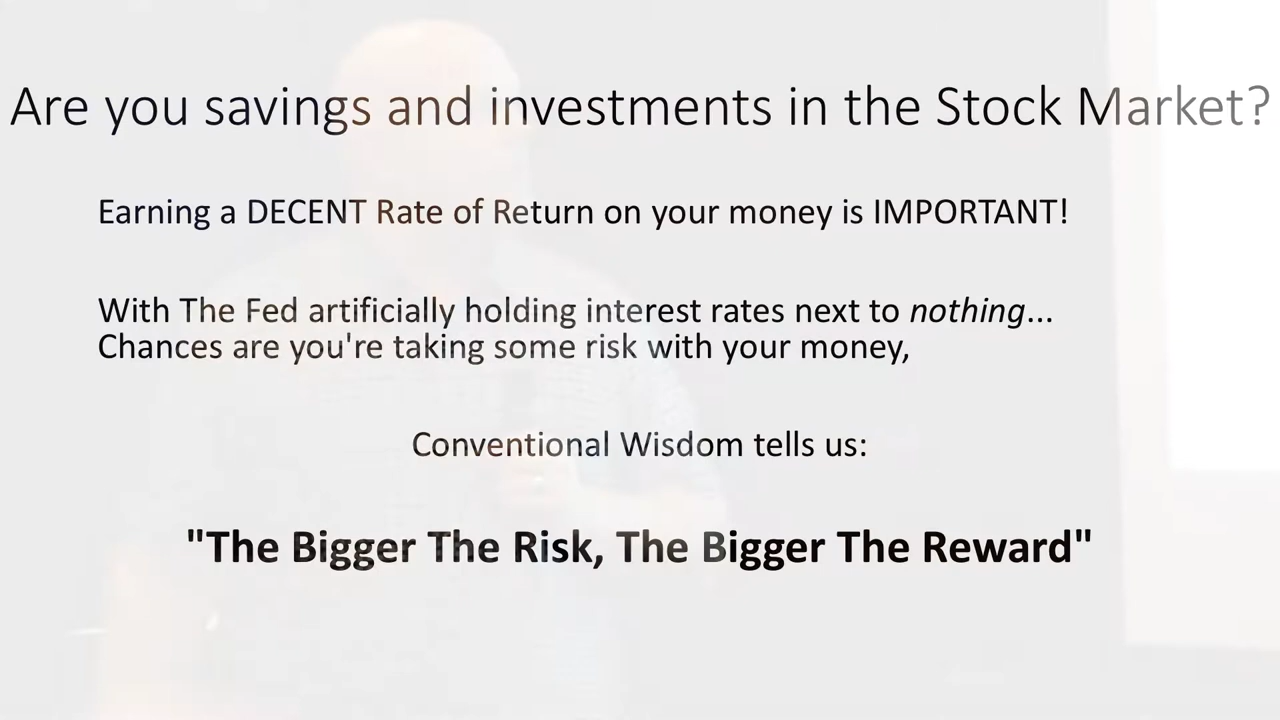 Are you savings and investments in the Stock Market?
Earning a DECENT Rate of Return on your money is IMPORTANT!
With The Fed artificially holding interest rates next to nothing...
Chances are you're taking some risk with your money,
Conventional Wisdom tells us:
"The Bigger The Risk, The Bigger The Reward"